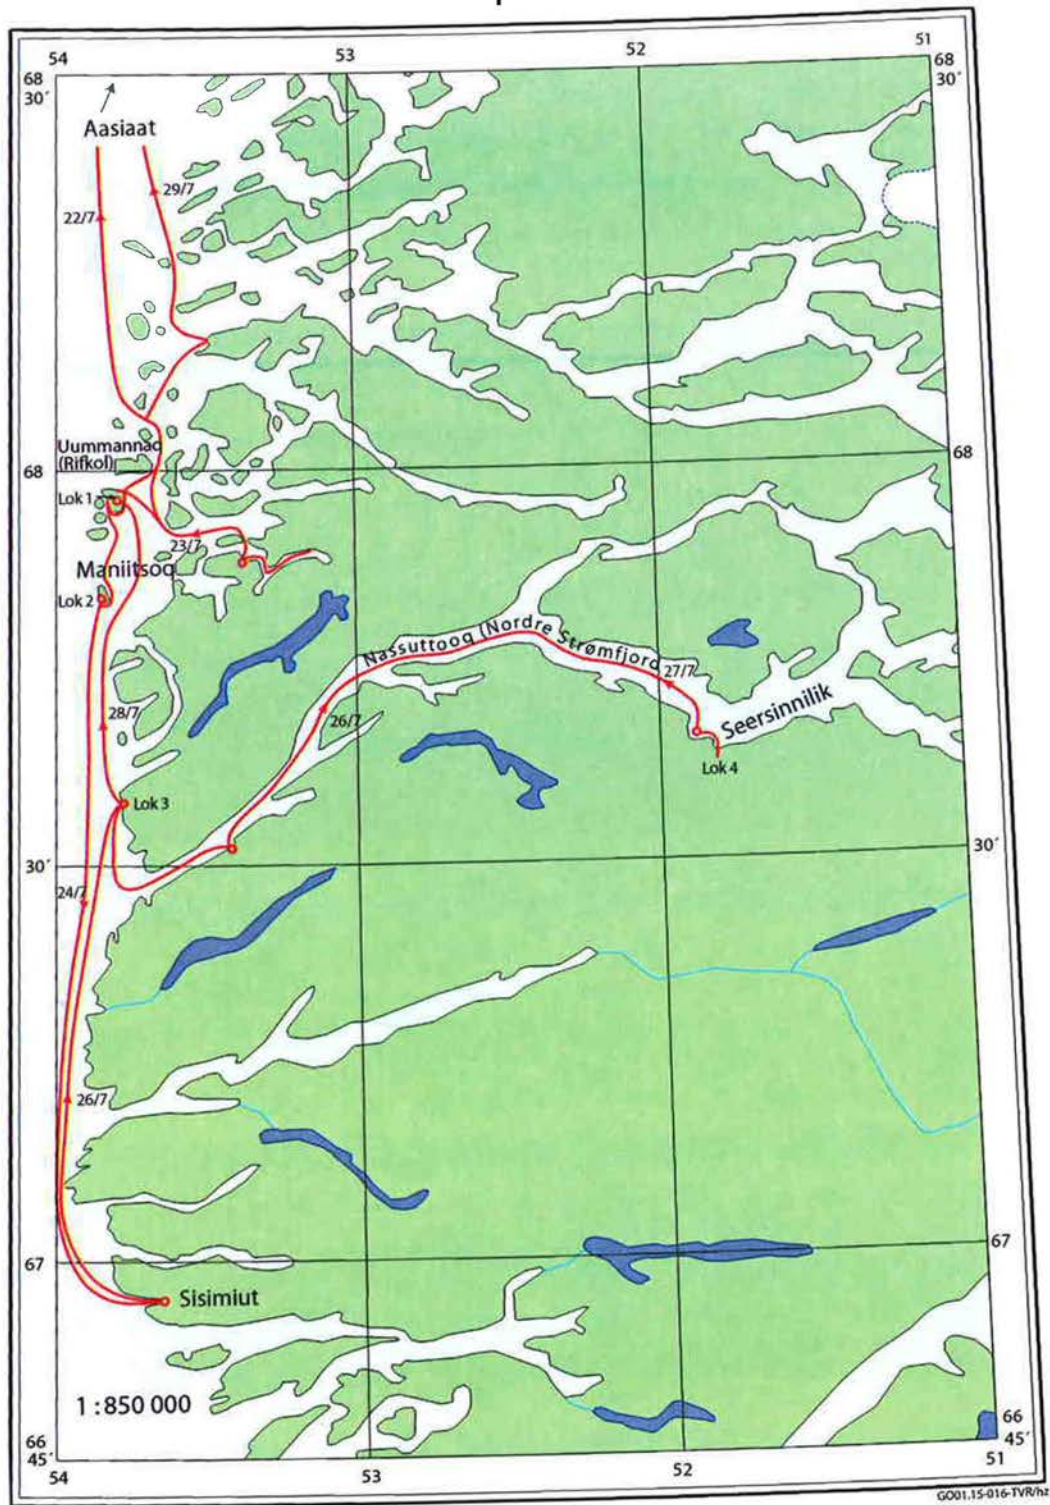 54
53
52
51
68
30´
68
30´
Aasiaat
29/7
22/7
Uummannaq
(Rifkol)
68
68
Lok 1
23/7
Maniitsoq
Lok 2
Nassuttooq (Nordre Strømfjord)
27/7
Seersinnilik
28/7
26/7
Lok 4
Lok 3
30´
30´
24/7
26/7
67
67
Sisimiut
1 : 850 000
66
45´
66
45´
54
53
52
51
GO01.15-016-TVR/hz